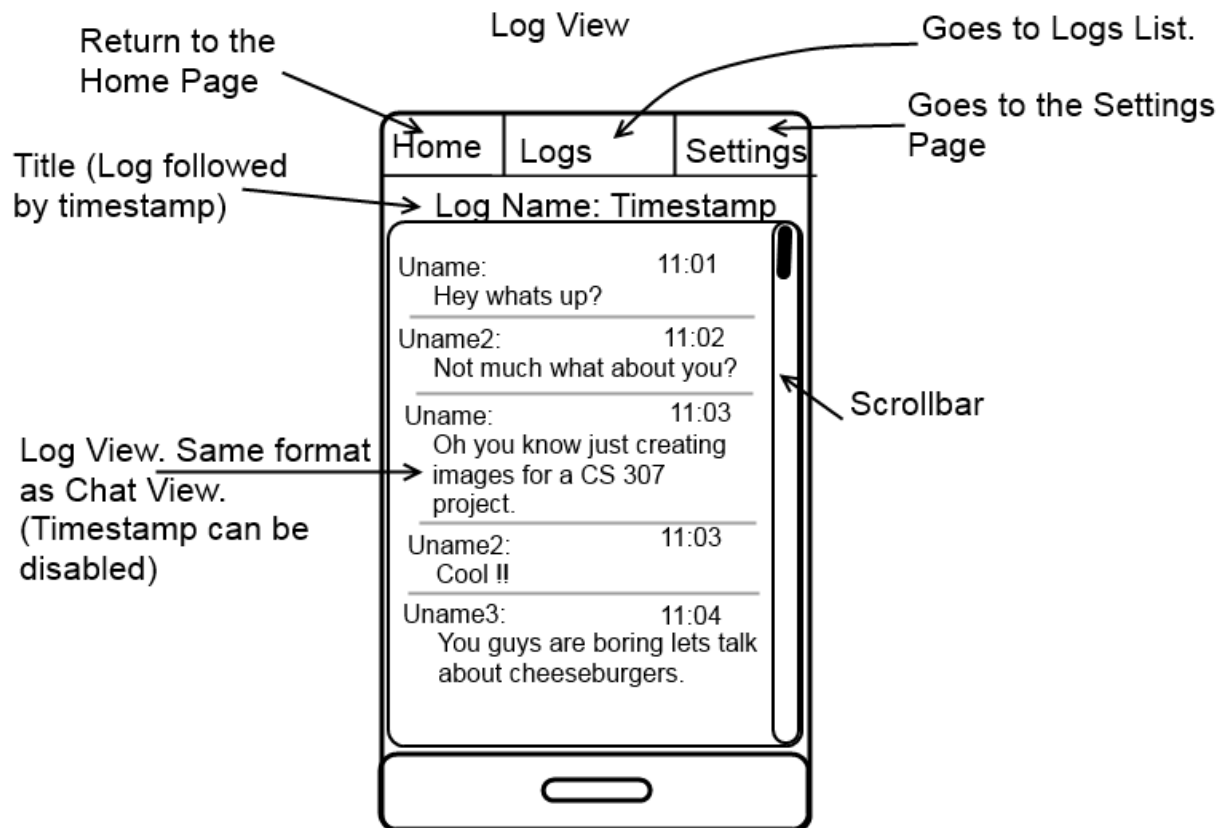 Log View
Return to the
Home Page
Goes to Logs List.
Goes to the Settings
Page
Home Logs Settings
Title (Log followed
by timestamp)
Log Name: Timestamp
Uname: 11:01
Hey whats up?
Uname2: 11:02
Not much what about you?
Uname: 11:03
Oh you know just creating
images for a CS 307
project.
Uname2: 11:03
Cool !!
Uname3: 11:04
You guys are boring lets talk
about cheeseburgers.
Scrollbar
Log View. Same format
as Chat View.
(Timestamp can be
disabled)